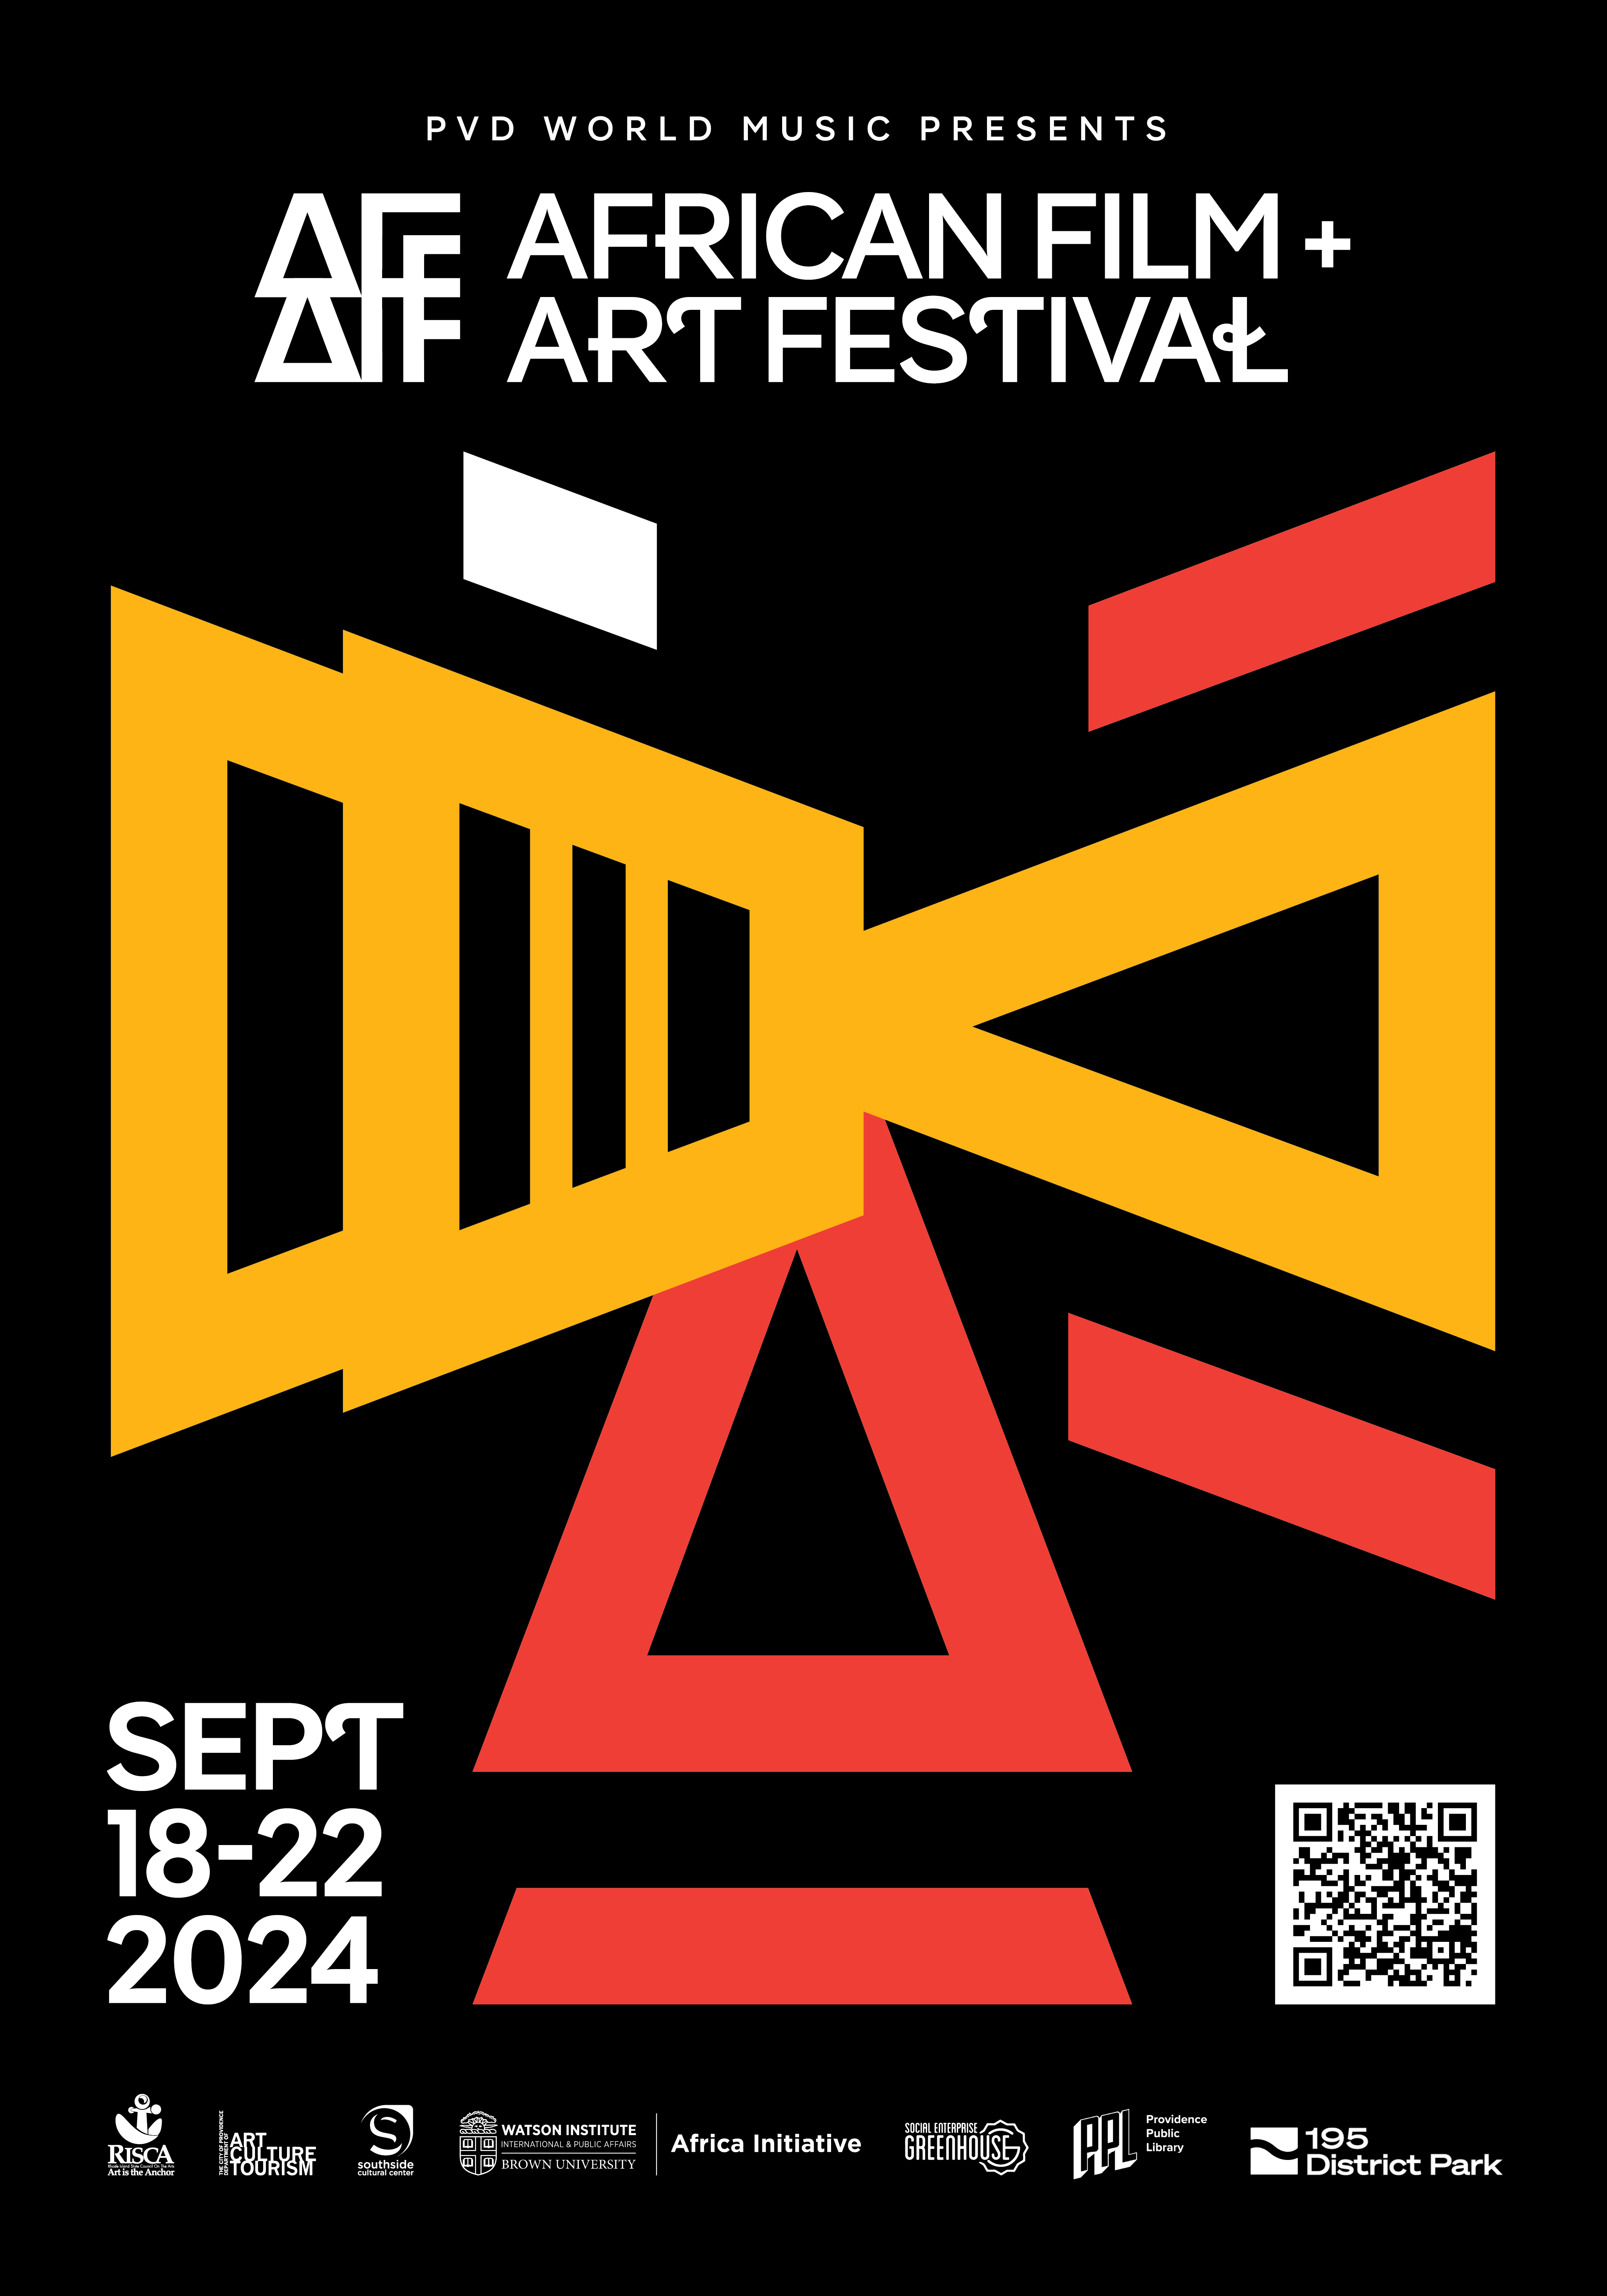 PVD WORLD MUSIC PRESENTS
AFF
AFF
AFRICAN FILM +
ART FESTIVAL
SEPT
18-22
2024
RISCA
Rhode Island State Council On The Arts
Art is the Anchor
THE CITY OF PROVIDENCE
DEPARTMENT OF
ART
CULTURE
TOURISM
southside
cultural center
WATSON INSTITUTE
INTERNATIONAL & PUBLIC AFFAIRS
BROWN UNIVERSITY
Africa Initiative
SOCIAL ENTERPRISE
GREENHOUSE
PPL
Providence
Public
Library
195
District Park